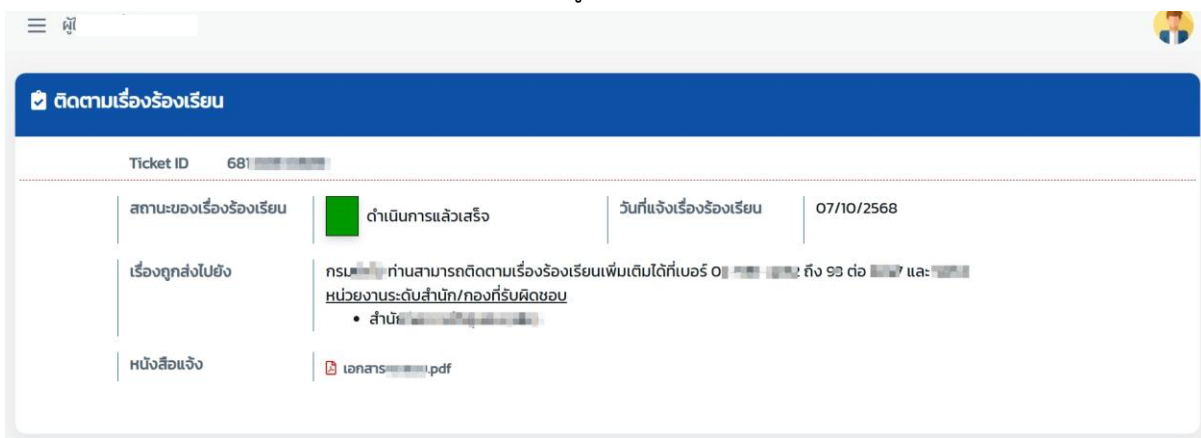 ผู้ใ
ติดตามเรื่องร้องเรียน
Ticket ID 681
สถานะของเรื่องร้องเรียน ดำเนินการแล้วเสร็จ วันที่แจ้งเรื่องร้องเรียน 07/10/2568
เรื่องถูกส่งไปยัง กรม ท่านสามารถติดตามเรื่องร้องเรียนเพิ่มเติมได้ที่เบอร์ 0 ถึง 93 ต่อ และ
หน่วยงานระดับสำนัก/กองที่รับผิดชอบ
• สำนัก
หนังสือแจ้ง เอกสาร .pdf